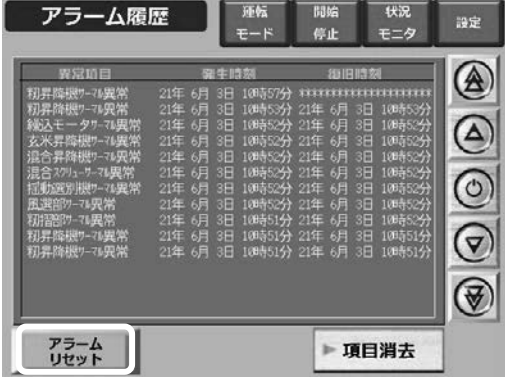 アラーム履歴
運転
モード
開始
停止
状況
モニタ
設定
異常項目 発生時刻 復旧時刻
籾昇降機サーマル異常 21年 6月 3日 10時57分 **********************
籾昇降機サーマル異常 21年 6月 3日 10時53分 21年 6月 3日 10時53分
繰込モータサーマル異常 21年 6月 3日 10時52分 21年 6月 3日 10時53分
玄米昇降機サーマル異常 21年 6月 3日 10時52分 21年 6月 3日 10時52分
混合昇降機サーマル異常 21年 6月 3日 10時52分 21年 6月 3日 10時52分
混合スクリューサーマル異常 21年 6月 3日 10時52分 21年 6月 3日 10時52分
揺動選別機サーマル異常 21年 6月 3日 10時52分 21年 6月 3日 10時52分
風選部サーマル異常 21年 6月 3日 10時52分 21年 6月 3日 10時52分
籾摺部サーマル異常 21年 6月 3日 10時51分 21年 6月 3日 10時52分
籾昇降機サーマル異常 21年 6月 3日 10時51分 21年 6月 3日 10時51分
籾昇降機サーマル異常 21年 6月 3日 10時51分 21年 6月 3日 10時51分
アラーム
リセット
項目消去